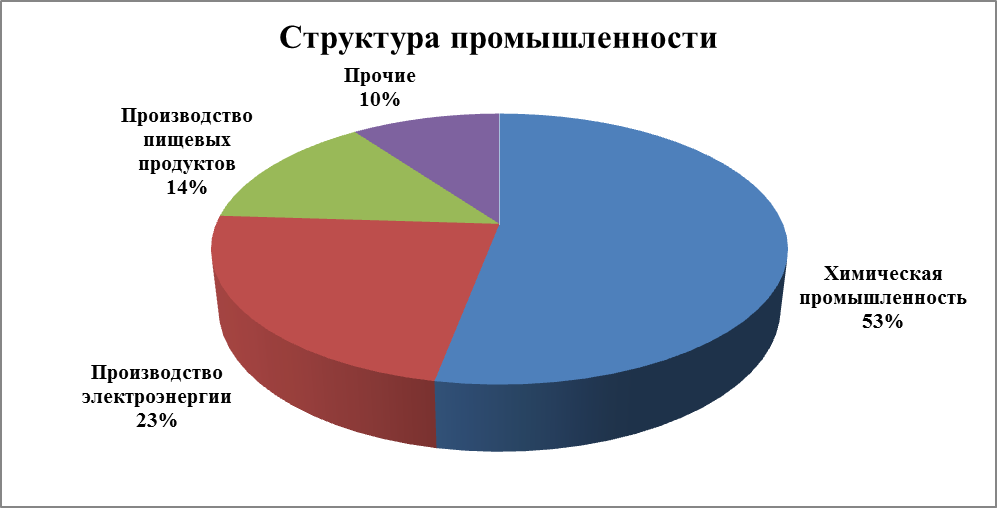 Структура промышленности
Прочие
10%
Производство
пищевых
продуктов
14%
Химическая
промышленность
53%
Производство
электроэнергии
23%